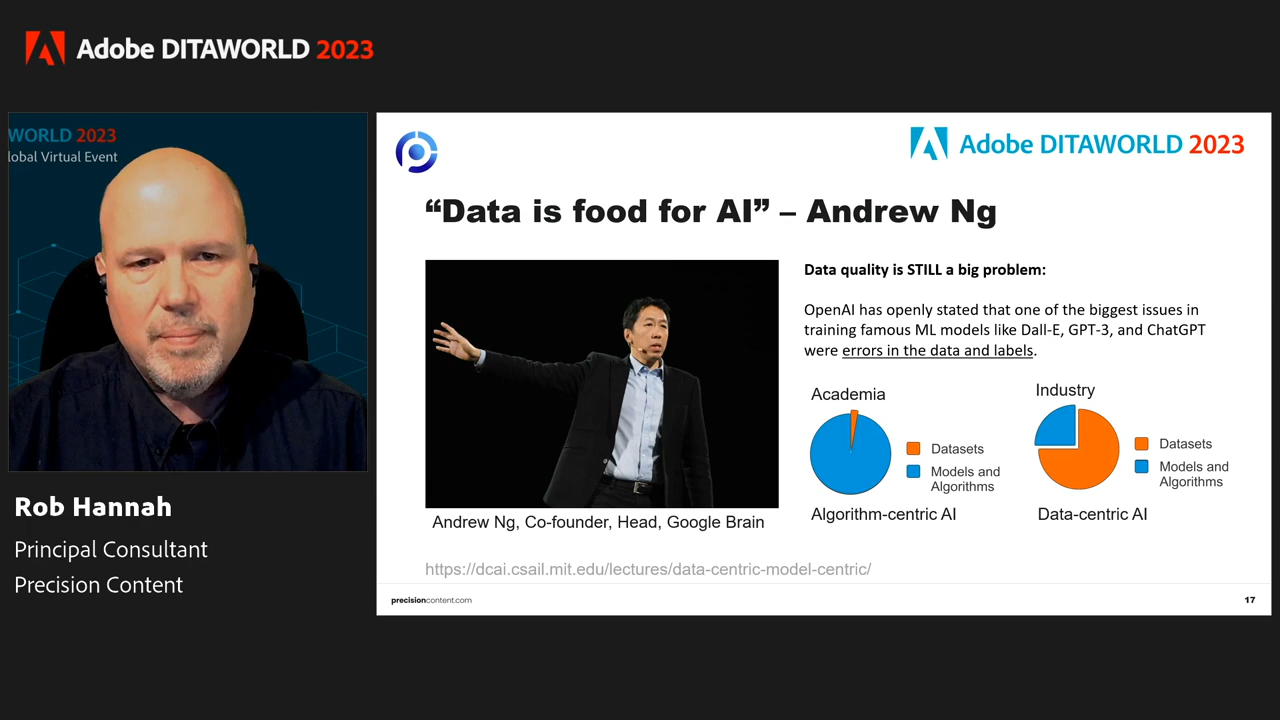 Adobe DITAWORLD 2023
WORLD 2023
lobal Virtual Event
Rob Hannah
Principal Consultant
Precision Content
Adobe DITAWORLD 2023
“Data is food for AI” – Andrew Ng
Andrew Ng, Co-founder, Head, Google Brain
Data quality is STILL a big problem:
OpenAI has openly stated that one of the biggest issues in
training famous ML models like Dall-E, GPT-3, and ChatGPT
were errors in the data and labels.
Academia
Datasets
Models and
Algorithms
Algorithm-centric AI
Industry
Datasets
Models and
Algorithms
Data-centric AI
https://dcai.csail.mit.edu/lectures/data-centric-model-centric/
precisioncontent.com
17